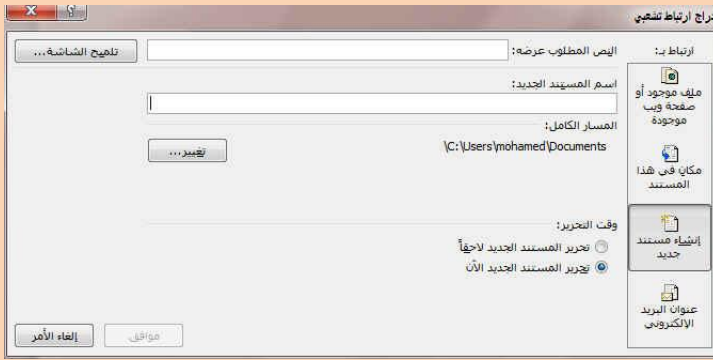 راج ارتباط تشعبي
ارتباط بـ:
النص المطلوب عرضه:
تلميح الشاشة...
ملف موجود أو
صفحة ويب
موجودة
اسم المستند الجديد:
المسار الكامل:
\C:\Users\mohamed\Documents
تغيير...
مكان في هذا
المستند
إنشاء مستند
جديد
وقت التحرير:
تحرير المستند الجديد لاحقاً
تحرير المستند الجديد الآن
عنوان البريد
الإلكتروني
موافق
إلغاء الأمر